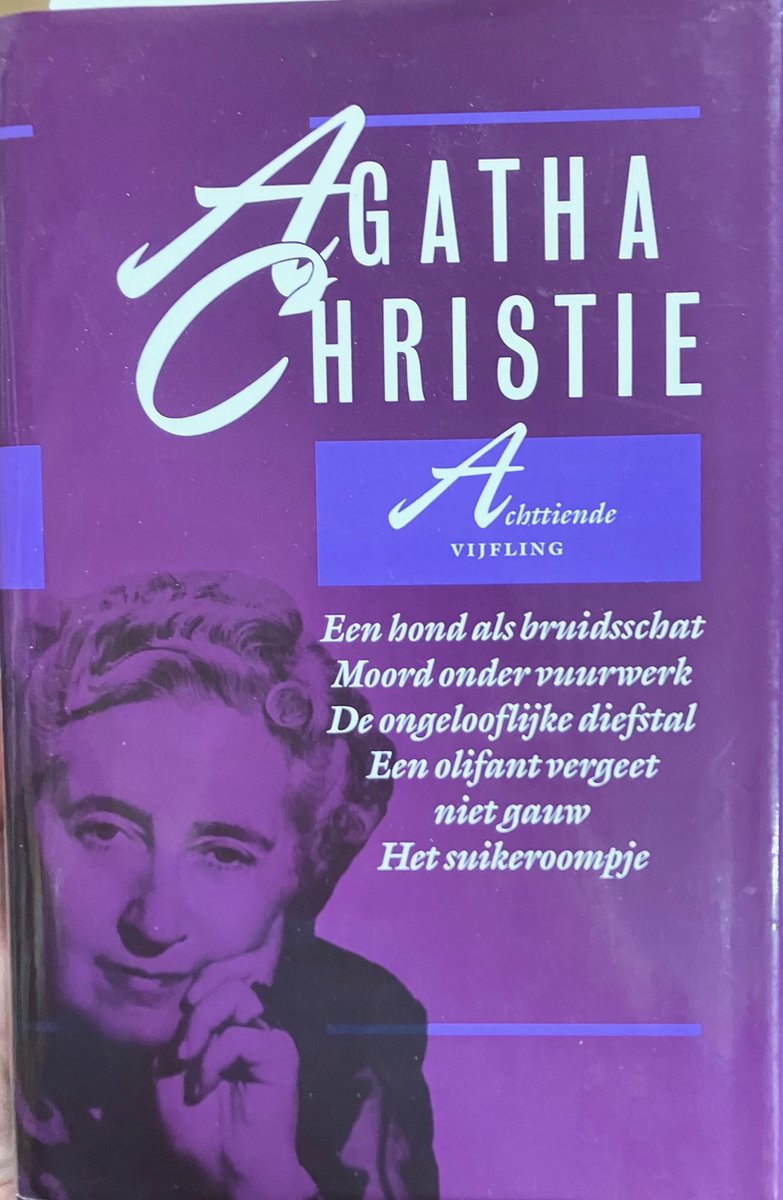 AGATHA
CHRISTIE
Achttiende
VIJFLING
Een hond als bruidsschat
Moord onder vuurwerk
De ongelooflijke diefstal
Een olifant vergeet
niet gauw
Het suikeroompje